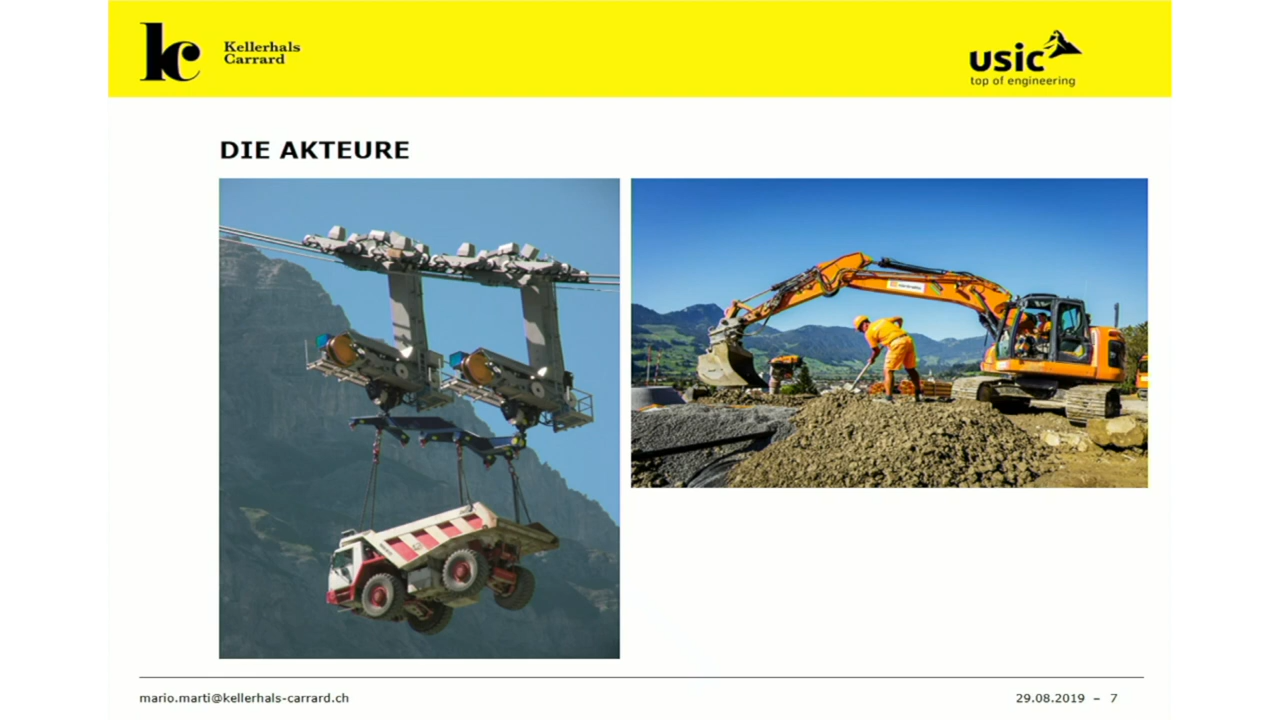 Kellerhals
Carrard
usic
top of engineering
DIE AKTEURE
mario.marti@kellerhals-carrard.ch
29.08.2019 – 7